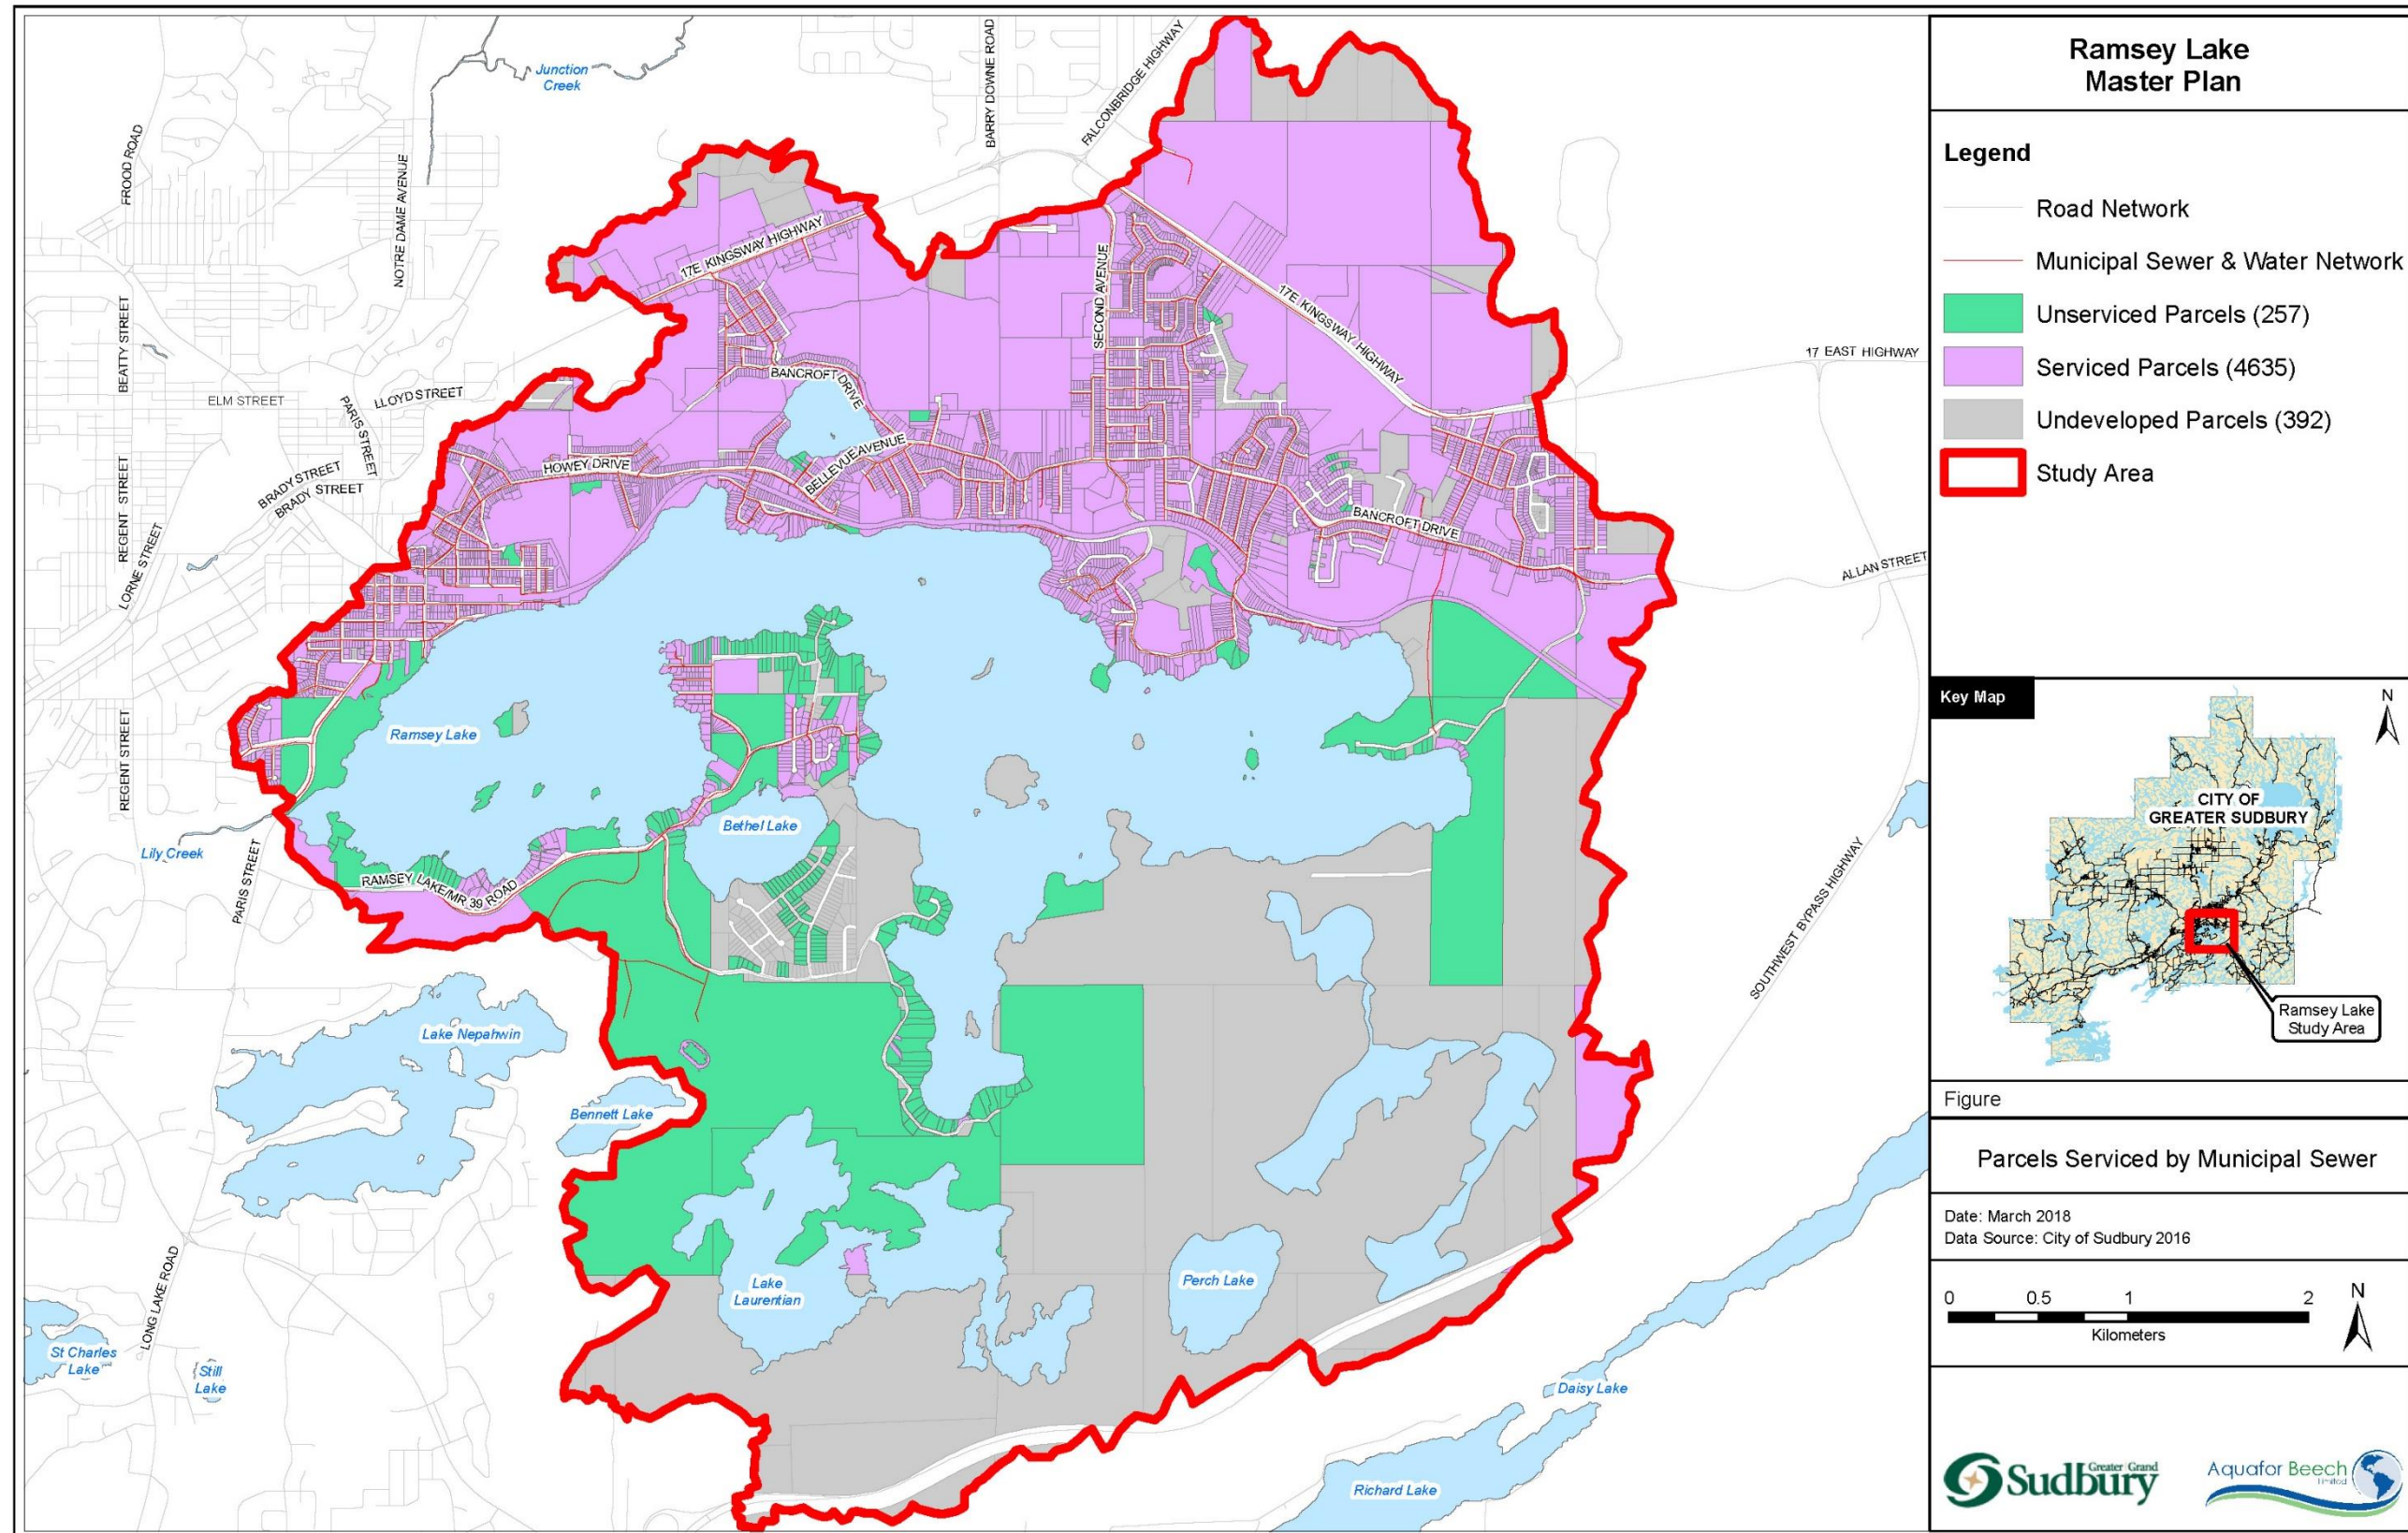 Junction
Creek
FROOD ROAD
NOTRE DAME AVENUE
BARRY DOWNE ROAD
FALCONBRIDGE HIGHWAY
17E KINGSWAY HIGHWAY
SECOND AVENUE
17E KINGSWAY HIGHWAY
17 EAST HIGHWAY
BEATTY STREET
ELM STREET
PARIS STREET
LLOYD STREET
BANCROFT DRIVE
BELLEVUE AVENUE
HOWEY DRIVE
BRADY STREET
BRADY STREET
REGENT STREET
LORNE STREET
BANCROFT DRIVE
ALLAN STREET
Ramsey Lake
REGENT STREET
Bethel Lake
Lily Creek
PARIS STREET
RAMSEY LAKE/MR 39 ROAD
SOUTHWEST BYPASS HIGHWAY
Lake Nepahwin
Bennett Lake
LONG LAKE ROAD
Lake
Laurentian
Perch Lake
St Charles
Lake
Still
Lake
Daisy Lake
Richard Lake
Ramsey Lake
Master Plan
Legend
Road Network
Municipal Sewer & Water Network
Unserviced Parcels (257)
Serviced Parcels (4635)
Undeveloped Parcels (392)
Study Area
Key Map
N
CITY OF
GREATER SUDBURY
Ramsey Lake
Study Area
Figure
Parcels Serviced by Municipal Sewer
Date: March 2018
Data Source: City of Sudbury 2016
0 0.5 1 2
Kilometers
N
Greater Grand
Sudbury
Aquafor Beech
Limited